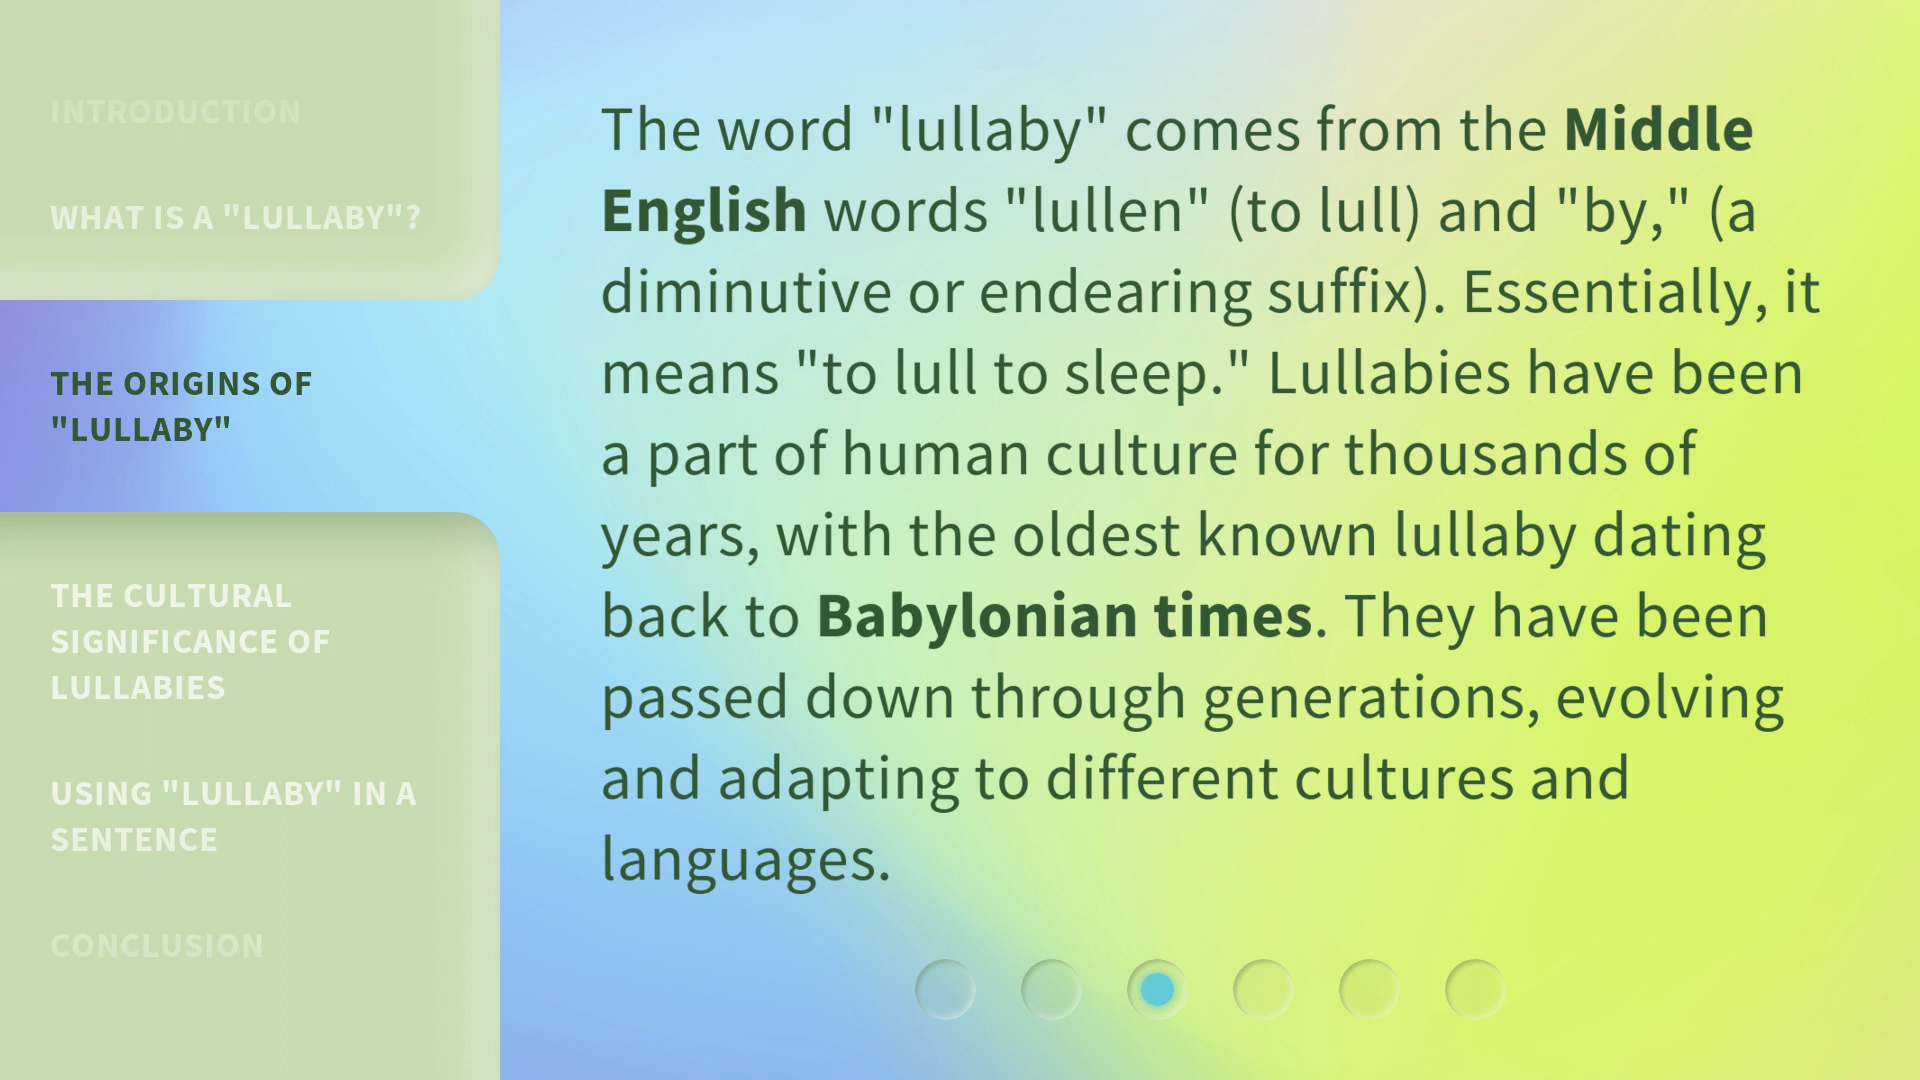 INTRODUCTION
WHAT IS A "LULLABY"?
THE ORIGINS OF
"LULLABY"
THE CULTURAL
SIGNIFICANCE OF
LULLABIES
USING "LULLABY" IN A
SENTENCE
CONCLUSION
The word "lullaby" comes from the Middle
English words "lullen" (to lull) and "by," (a
diminutive or endearing suffix). Essentially, it
means "to lull to sleep." Lullabies have been
a part of human culture for thousands of
years, with the oldest known lullaby dating
back to Babylonian times. They have been
passed down through generations, evolving
and adapting to different cultures and
languages.